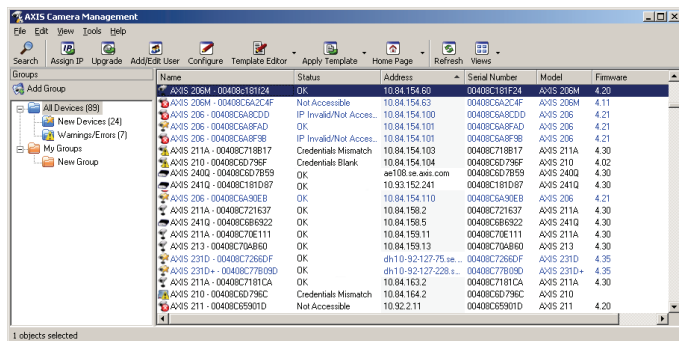 AXIS Camera Management
File Edit View Tools Help
Search Assign IP Upgrade Add/Edit User Configure Template Editor Apply Template Home Page Refresh Views
Groups
Add Group
All Devices (89)
New Devices (24)
Warnings/Errors (7)
My Groups
New Group
Name Status Address Serial Number Model Firmware
AXIS 206M - 00408c181f24 OK 10.84.154.60 00408C181F24 AXIS 206M 4.20
AXIS 206M - 00408C6A2C4F Not Accessible 10.84.154.63 00408C6A2C4F AXIS 206M 4.11
AXIS 206 - 00408C6A8CDD IP Invalid/Not Acces... 10.84.154.100 00408C6A8CDD AXIS 206 4.21
AXIS 206 - 00408C6A8FAD OK 10.84.154.101 00408C6A8FAD AXIS 206 4.21
AXIS 206 - 00408C6A8F9B IP Invalid/Not Acces... 10.84.154.101 00408C6A8F9B AXIS 206 4.21
AXIS 211A - 00408C718B17 Credentials Mismatch 10.84.154.103 00408C718B17 AXIS 211A 4.30
AXIS 210 - 00408C6D796F Credentials Blank 10.84.154.104 00408C6D796F AXIS 210 4.02
AXIS 240Q - 00408C6D7B59 OK ae108.se.axis.com 00408C6D7B59 AXIS 240Q 4.30
AXIS 241Q - 00408C181D87 OK 10.93.152.241 00408C181D87 AXIS 241Q 4.30
AXIS 206 - 00408C6A90EB OK 10.84.154.110 00408C6A90EB AXIS 206 4.21
AXIS 211A - 00408C721637 OK 10.84.158.2 00408C721637 AXIS 211A 4.30
AXIS 241Q - 00408C6B6922 OK 10.84.158.5 00408C6B6922 AXIS 241Q 4.30
AXIS 211A - 00408C70E111 OK 10.84.159.11 00408C70E111 AXIS 211A 4.30
AXIS 213 - 00408C70AB60 OK 10.84.159.13 00408C70AB60 AXIS 213 4.30
AXIS 231D - 00408C7266DF OK dh10-92-127-75.se.... 00408C7266DF AXIS 231D 4.35
AXIS 231D+ - 00408C77B09D OK dh10-92-127-228.s... 00408C77B09D AXIS 231D+ 4.35
AXIS 211A - 00408C7181CA OK 10.84.163.2 00408C7181CA AXIS 211A 4.30
AXIS 210 - 00408C6D796C Credentials Mismatch 10.84.164.2 00408C6D796C AXIS 210
AXIS 211 - 00408C65901D Not Accessible 10.92.2.11 00408C65901D AXIS 211 4.20
1 objects selected